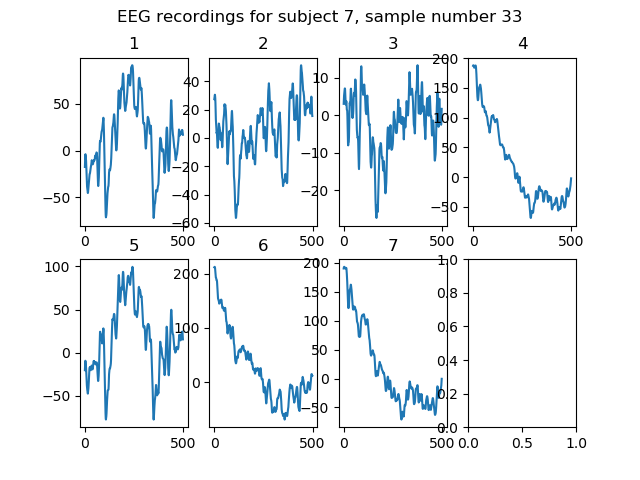 EEG recordings for subject 7, sample number 33
1 2 3 4
50 0 −50
40 20 0 −20 −40 −60
10 0 −10 −20
200 150 100 50 0 −50
0 500 0 500 0 500 0 500
5 6 7
100 50 0 −50
200 100 0
200 150 100 50 0 −50
1.0 0.8 0.6 0.4 0.2 0.0
0 500 0 500 0 500 0.0 0.5 1.0